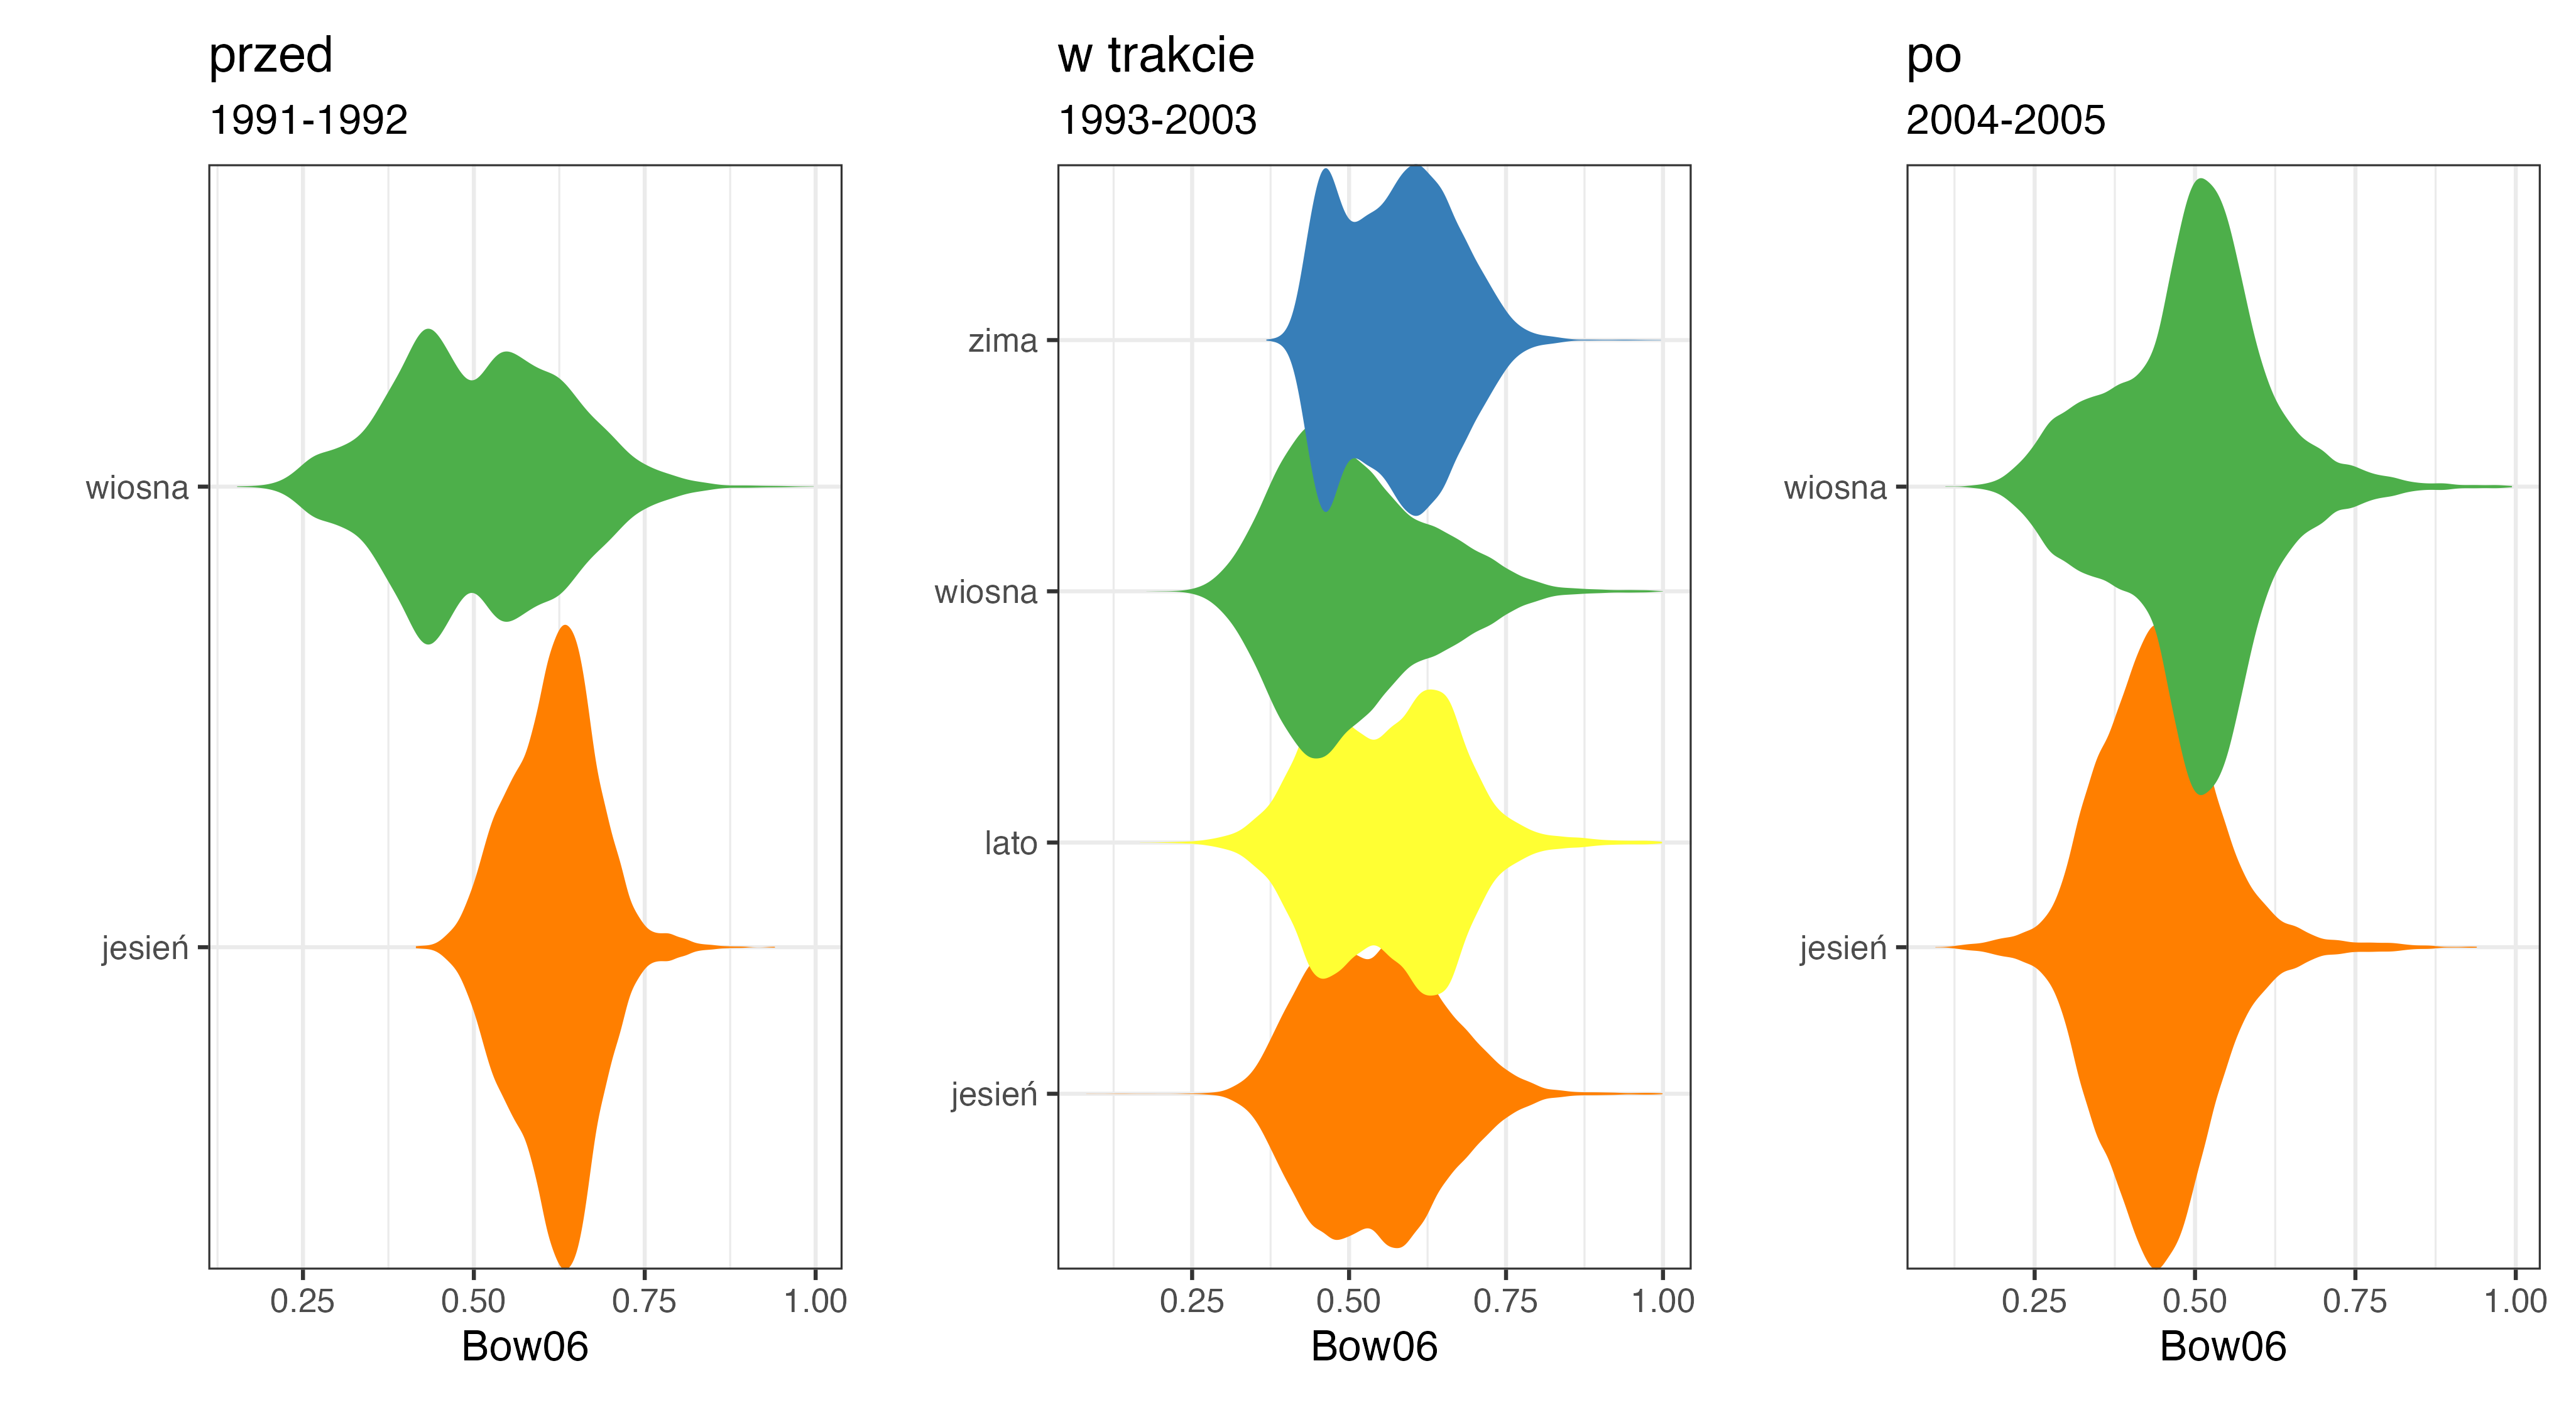 przed
1991-1992
wiosna
jesień
0.25 0.50 0.75 1.00
Bow06
w trakcie
1993-2003
zima
wiosna
lato
jesień
0.25 0.50 0.75 1.00
Bow06
po
2004-2005
wiosna
jesień
0.25 0.50 0.75 1.00
Bow06